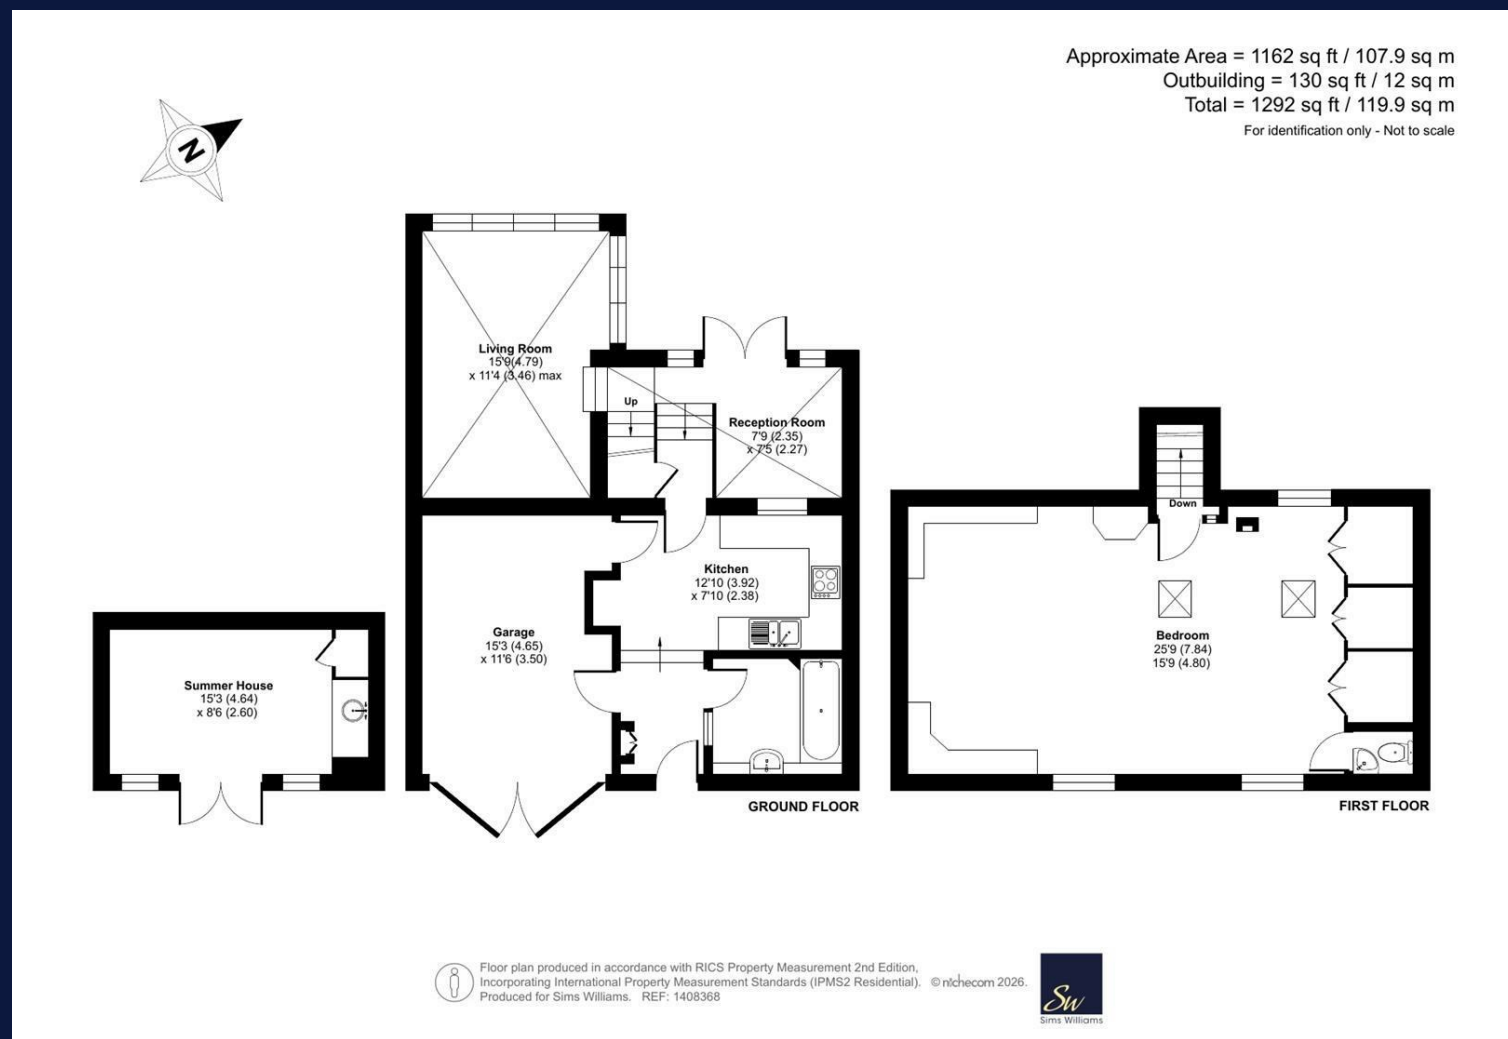 Approximate Area = 1162 sq ft / 107.9 sq m
Outbuilding = 130 sq ft / 12 sq m
Total = 1292 sq ft / 119.9 sq m
For identification only - Not to scale
N
Living Room
15'9(4.79)
x 11'4 (3.46) max
Up
Reception Room
7'9 (2.35)
x 7'5 (2.27)
Down
Kitchen
12'10 (3.92)
x 7'10 (2.38)
Garage
15'3 (4.65)
x 11'6 (3.50)
Bedroom
25'9 (7.84)
15'9 (4.80)
Summer House
15'3 (4.64)
x 8'6 (2.60)
GROUND FLOOR
FIRST FLOOR
Floor plan produced in accordance with RICS Property Measurement 2nd Edition,
Incorporating International Property Measurement Standards (IPMS2 Residential). © nichecom 2026.
Produced for Sims Williams. REF: 1408368
Sw
Sims Williams